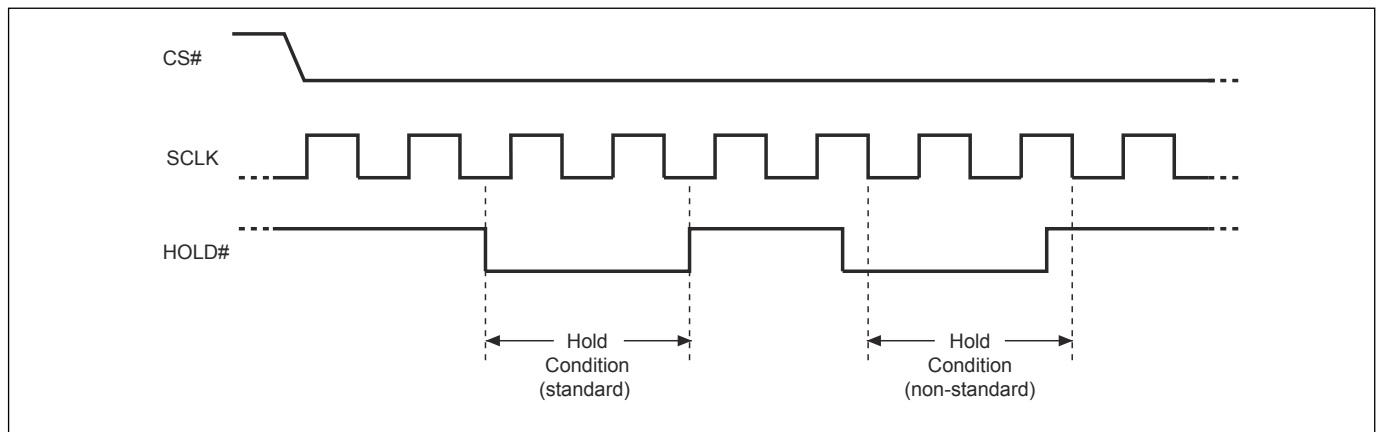 CS#
SCLK
HOLD#
Hold
Condition
(standard)
Hold
Condition
(non-standard)